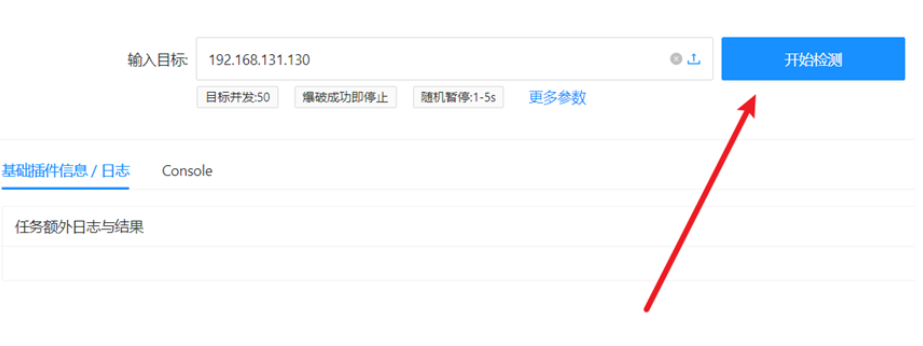 输入目标: 192.168.131.130 开始检测
目标并发:50 爆破成功即停止 随机暂停:1-5s 更多参数
基础插件信息 / 日志 Console
任务额外日志与结果